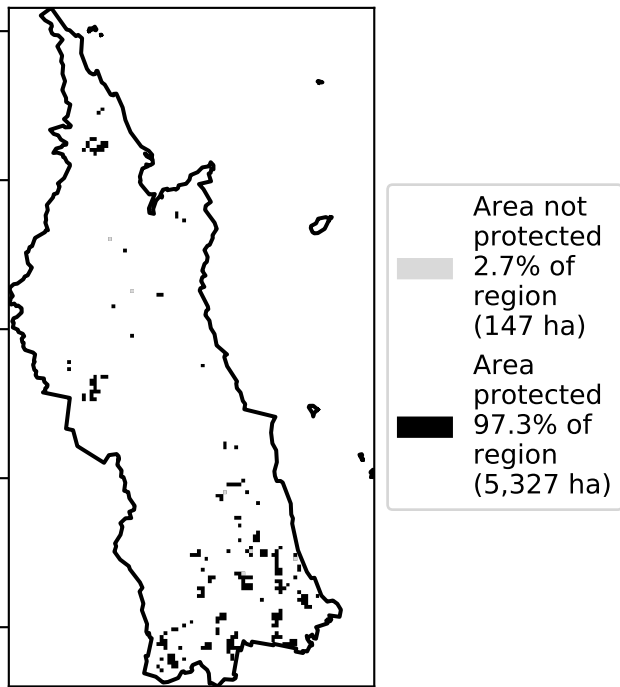 Area not
protected
2.7% of
region
(147 ha)
Area
protected
97.3% of
region
(5,327 ha)